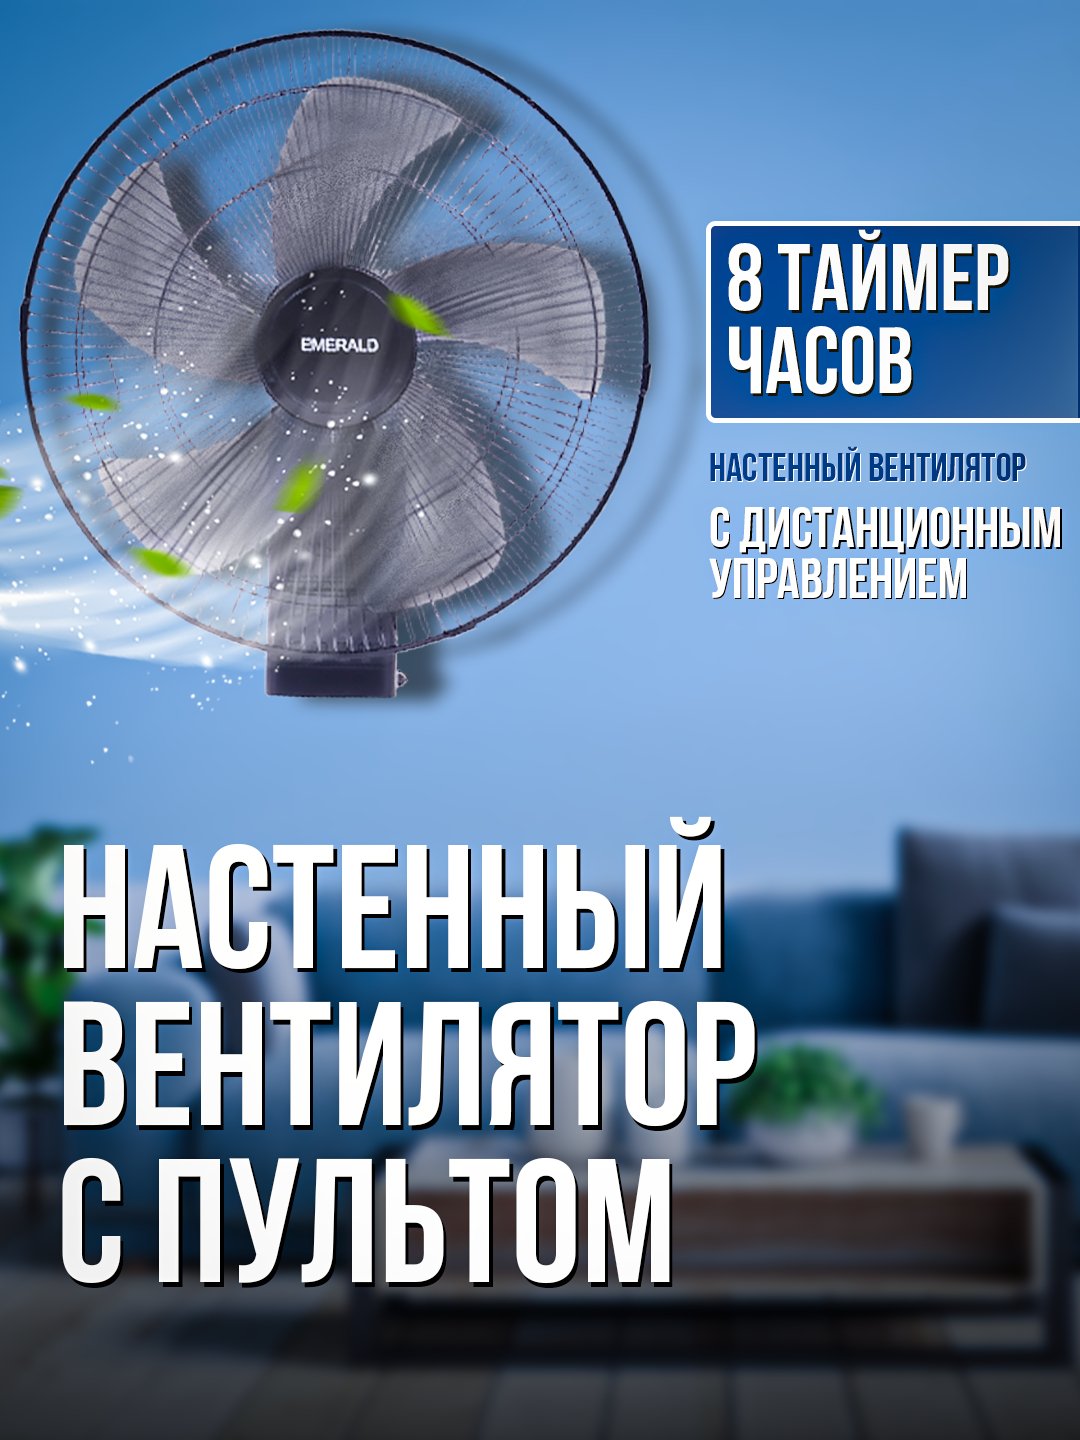 EMERALD
8 ТАЙМЕР
ЧАСОВ
НАСТЕННЫЙ ВЕНТИЛЯТОР
С ДИСТАНЦИОННЫМ
УПРАВЛЕНИЕМ
НАСТЕННЫЙ
ВЕНТИЛЯТОР
С ПУЛЬТОМ